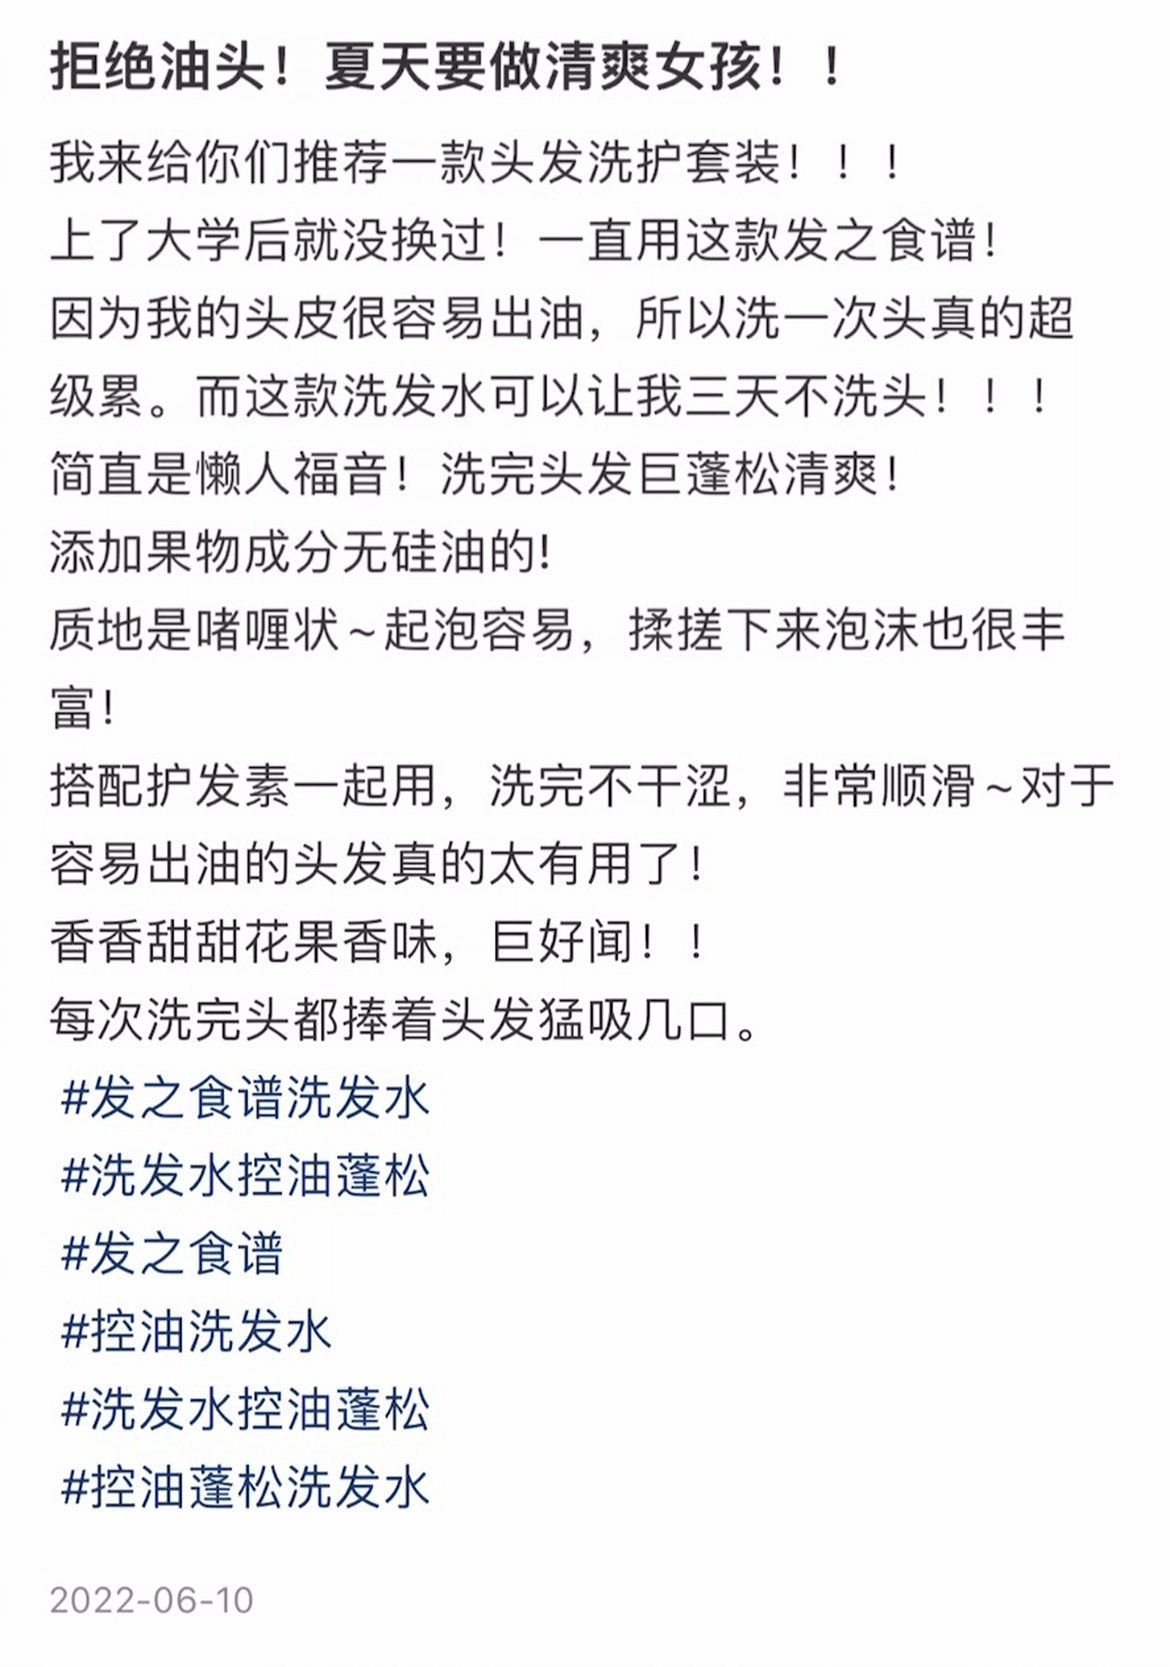 拒绝油头！夏天要做清爽女孩！！
我来给你们推荐一款头发洗护套装！！！
上了大学后就没换过！一直用这款发之食谱！
因为我的头皮很容易出油，所以洗一次头真的超
级累。而这款洗发水可以让我三天不洗头！！！
简直是懒人福音！洗完头发巨蓬松清爽！
添加果物成分无硅油的!
质地是啫喱状~起泡容易，揉搓下来泡沫也很丰
富！
搭配护发素一起用，洗完不干涩，非常顺滑~对于
容易出油的头发真的太有用了！
香香甜甜花果香味，巨好闻！！
每次洗完头都捧着头发猛吸几口。
#发之食谱洗发水
#洗发水控油蓬松
#发之食谱
#控油洗发水
#洗发水控油蓬松
#控油蓬松洗发水
2022-06-10